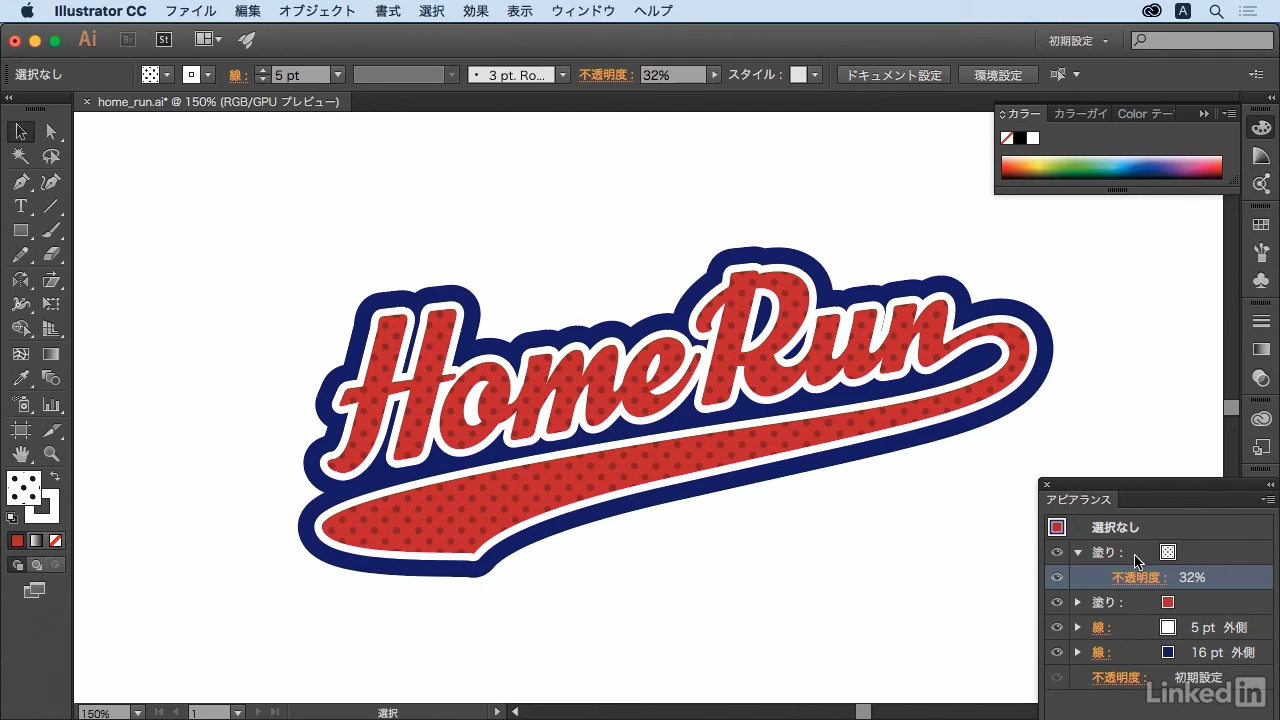 Illustrator CC ファイル 編集 オブジェクト 書式 選択 効果 表示 ウィンドウ ヘルプ A
Ai Br St 初期設定
選択なし 線: 5 pt 3 pt. Ro... 不透明度: 32% スタイル: ドキュメント設定 環境設定
× home_run.ai* @ 150% (RGB/GPU プレビュー)
カラー カラーガイ Color テー
T
Home Run
アピアランス
選択なし
塗り:
不透明度: 32%
塗り:
線: 5 pt 外側
線: 16 pt 外側
不透明度: 初期設定
LinkedIn
150% 1 選択